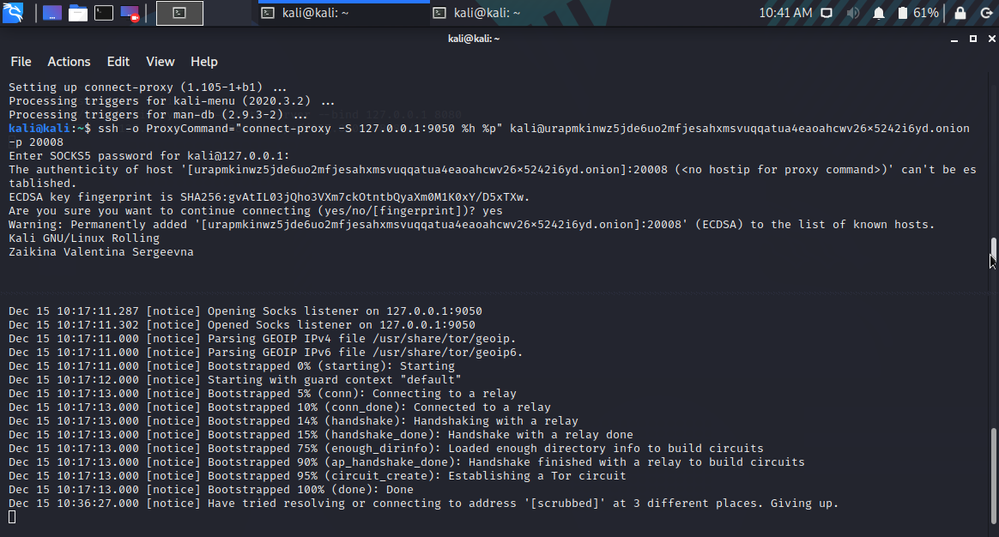 kali@kali: ~
kali@kali: ~
10:41 AM
61%
kali@kali: ~
File Actions Edit View Help
Setting up connect-proxy (1.105-1+b1) ...
Processing triggers for kali-menu (2020.3.2) ...
Processing triggers for man-db (2.9.3-2) ...
kali@kali:~$ ssh -o ProxyCommand="connect-proxy -S 127.0.0.1:9050 %h %p" kali@urapmkinwz5jde6uo2mfjesahxmsvuqqatua4eaoahcwv26×5242i6yd.onion
-p 20008
Enter SOCKS5 password for kali@127.0.0.1:
The authenticity of host '[urapmkinwz5jde6uo2mfjesahxmsvuqqatua4eaoahcwv26×5242i6yd.onion]:20008 (<no hostip for proxy command>)' can't be es
tablished.
ECDSA key fingerprint is SHA256:gvAtIL03jQho3VXm7ckOtntbQyaXm0M1K0xY/D5xTXw.
Are you sure you want to continue connecting (yes/no/[fingerprint])? yes
Warning: Permanently added '[urapmkinwz5jde6uo2mfjesahxmsvuqqatua4eaoahcwv26×5242i6yd.onion]:20008' (ECDSA) to the list of known hosts.
Kali GNU/Linux Rolling
Zaikina Valentina Sergeevna
Dec 15 10:17:11.287 [notice] Opening Socks listener on 127.0.0.1:9050
Dec 15 10:17:11.302 [notice] Opened Socks listener on 127.0.0.1:9050
Dec 15 10:17:11.000 [notice] Parsing GEOIP IPv4 file /usr/share/tor/geoip.
Dec 15 10:17:11.000 [notice] Parsing GEOIP IPv6 file /usr/share/tor/geoip6.
Dec 15 10:17:11.000 [notice] Bootstrapped 0% (starting): Starting
Dec 15 10:17:12.000 [notice] Starting with guard context "default"
Dec 15 10:17:13.000 [notice] Bootstrapped 5% (conn): Connecting to a relay
Dec 15 10:17:13.000 [notice] Bootstrapped 10% (conn_done): Connected to a relay
Dec 15 10:17:13.000 [notice] Bootstrapped 14% (handshake): Handshaking with a relay
Dec 15 10:17:13.000 [notice] Bootstrapped 15% (handshake_done): Handshake with a relay done
Dec 15 10:17:13.000 [notice] Bootstrapped 75% (enough_dirinfo): Loaded enough directory info to build circuits
Dec 15 10:17:13.000 [notice] Bootstrapped 90% (ap_handshake_done): Handshake finished with a relay to build circuits
Dec 15 10:17:13.000 [notice] Bootstrapped 95% (circuit_create): Establishing a Tor circuit
Dec 15 10:17:13.000 [notice] Bootstrapped 100% (done): Done
Dec 15 10:36:27.000 [notice] Have tried resolving or connecting to address '[scrubbed]' at 3 different places. Giving up.